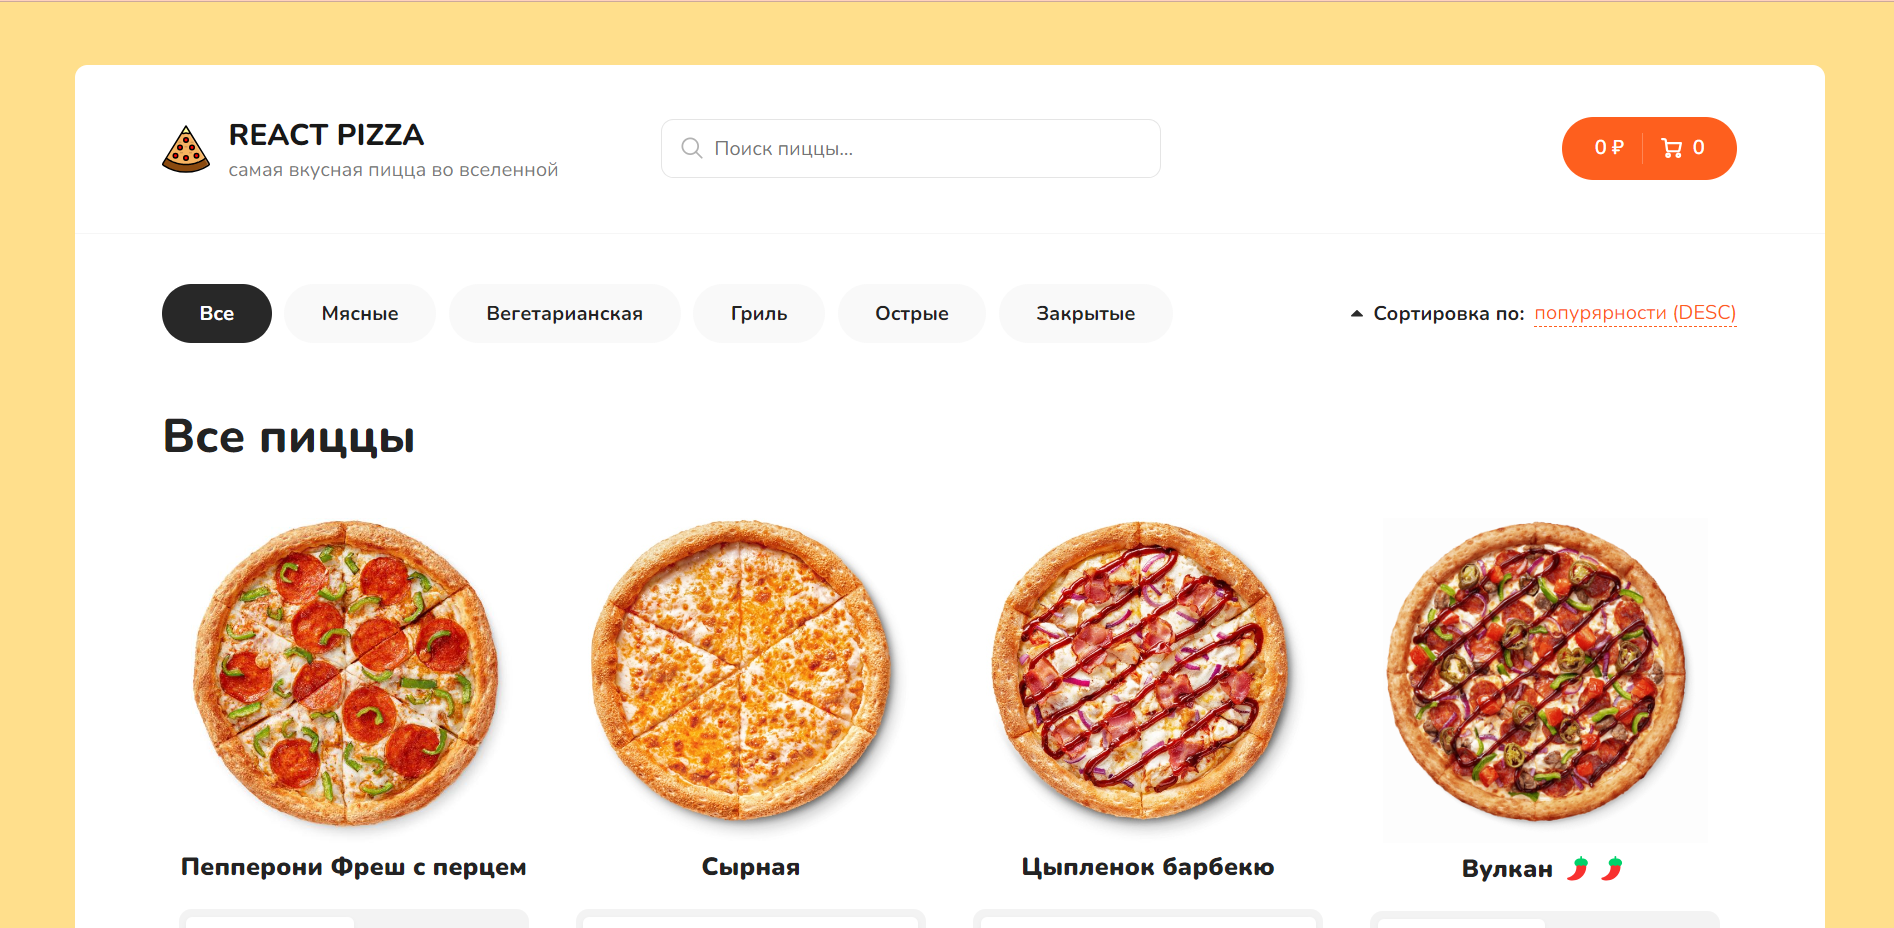 REACT PIZZA
самая вкусная пицца во вселенной
Поиск пиццы...
0 ₽
0
Все
Мясные
Вегетарианская
Гриль
Острые
Закрытые
Сортировка по: попурярности (DESC)
Все пиццы
Пепперони Фреш с перцем
Сырная
Цыпленок барбекю
Вулкан 🌶️ 🌶️